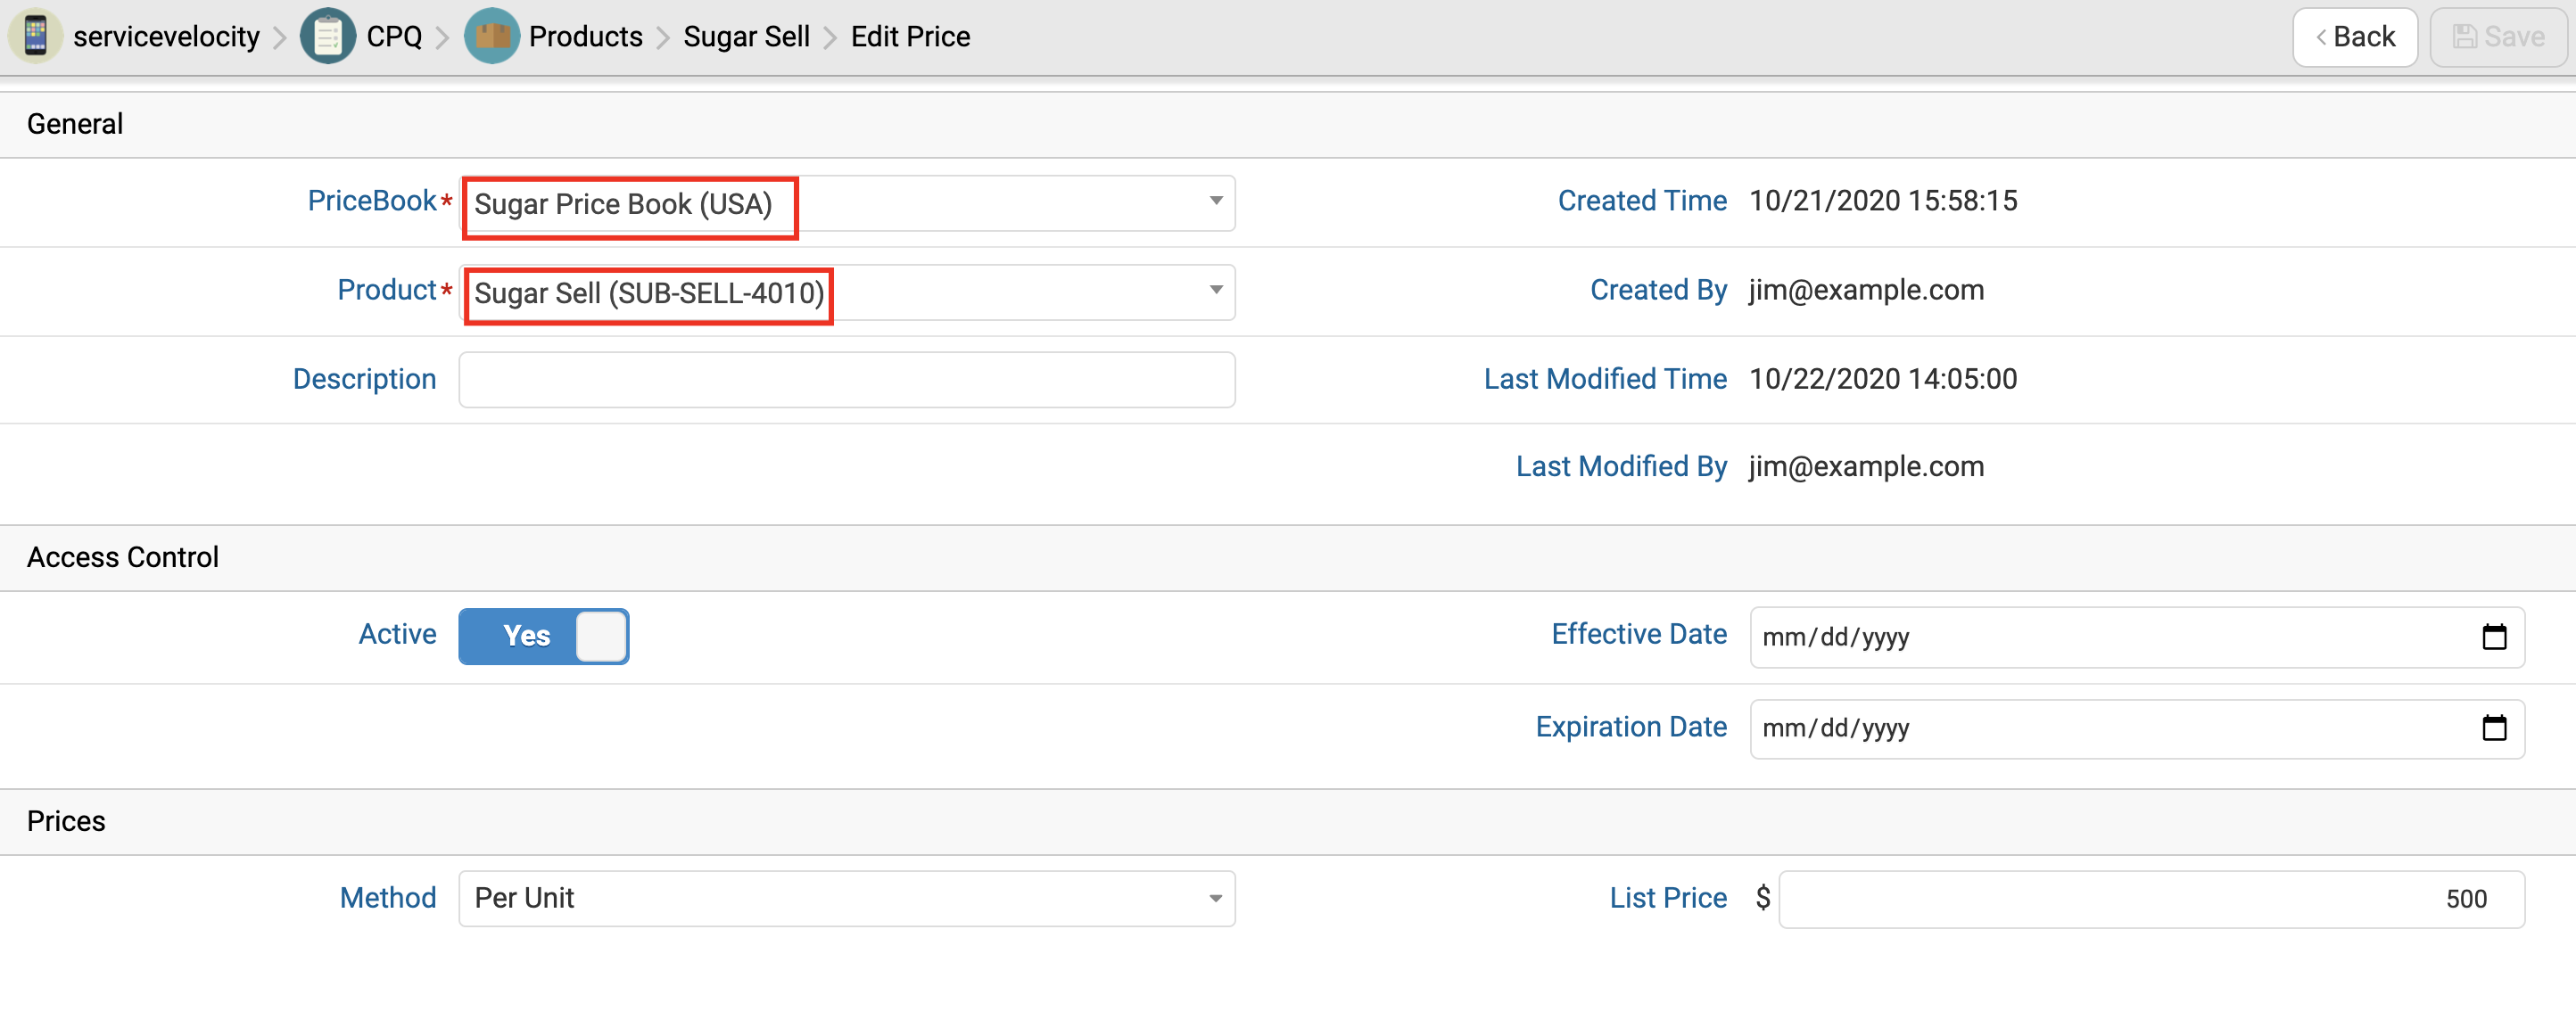 servicevelocity > CPQ > Products > Sugar Sell > Edit Price < Back Save
General
PriceBook* Sugar Price Book (USA) Created Time 10/21/2020 15:58:15
Product* Sugar Sell (SUB-SELL-4010) Created By jim@example.com
Description Last Modified Time 10/22/2020 14:05:00
Last Modified By jim@example.com
Access Control
Active Yes Effective Date mm/dd/yyyy
Expiration Date mm/dd/yyyy
Prices
Method Per Unit List Price $ 500